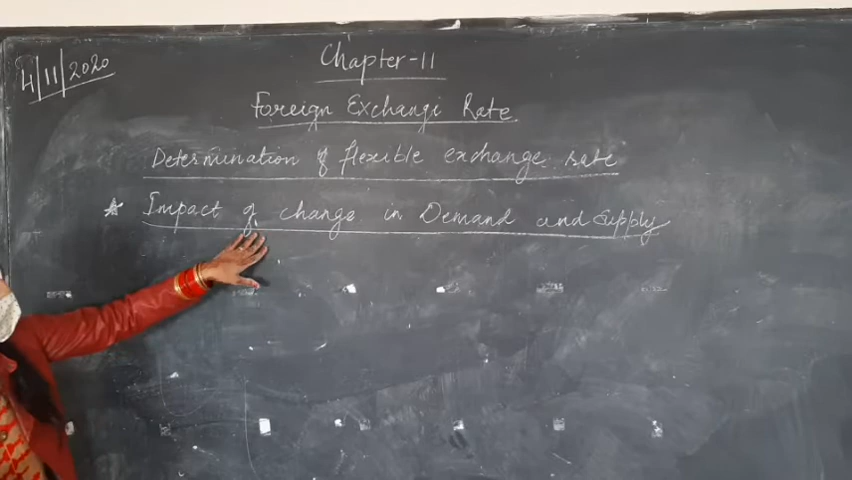 4/11/2020
Chapter-11
Foreign Exchange Rate
Determination of flexible exchange rate
* Impact of change in Demand and Supply